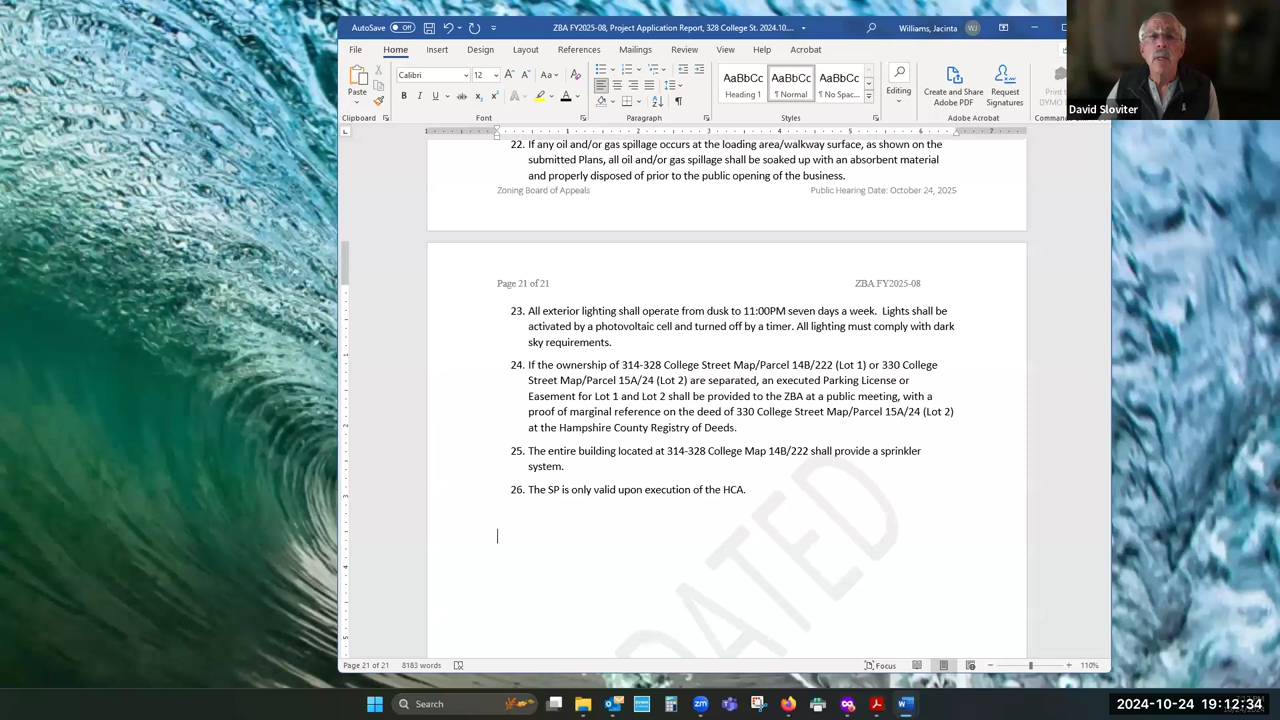 AutoSave Off ZBA FY2025-08, Project Application Report, 328 College St. 2024.10.... Williams, Jacinta WJ
File Home Insert Design Layout References Mailings Review View Help Acrobat
Paste
Calibri 12
AaBbCc AaBbCc AaBbCc
Heading 1 ¶ Normal ¶ No Spac...
Editing
Create and Share Adobe PDF
Request Signatures
Clipboard Font Paragraph Styles Adobe Acrobat
David Sloviter
22. If any oil and/or gas spillage occurs at the loading area/walkway surface, as shown on the
submitted Plans, all oil and/or gas spillage shall be soaked up with an absorbent material
and properly disposed of prior to the public opening of the business.
Zoning Board of Appeals Public Hearing Date: October 24, 2025
Page 21 of 21 ZBA FY2025-08
23. All exterior lighting shall operate from dusk to 11:00PM seven days a week. Lights shall be
activated by a photovoltaic cell and turned off by a timer. All lighting must comply with dark
sky requirements.
24. If the ownership of 314-328 College Street Map/Parcel 14B/222 (Lot 1) or 330 College
Street Map/Parcel 15A/24 (Lot 2) are separated, an executed Parking License or
Easement for Lot 1 and Lot 2 shall be provided to the ZBA at a public meeting, with a
proof of marginal reference on the deed of 330 College Street Map/Parcel 15A/24 (Lot 2)
at the Hampshire County Registry of Deeds.
25. The entire building located at 314-328 College Map 14B/222 shall provide a sprinkler
system.
26. The SP is only valid upon execution of the HCA.
DATED
Page 21 of 21 8183 words Focus 110%
Search
2024-10-24 19:12:34